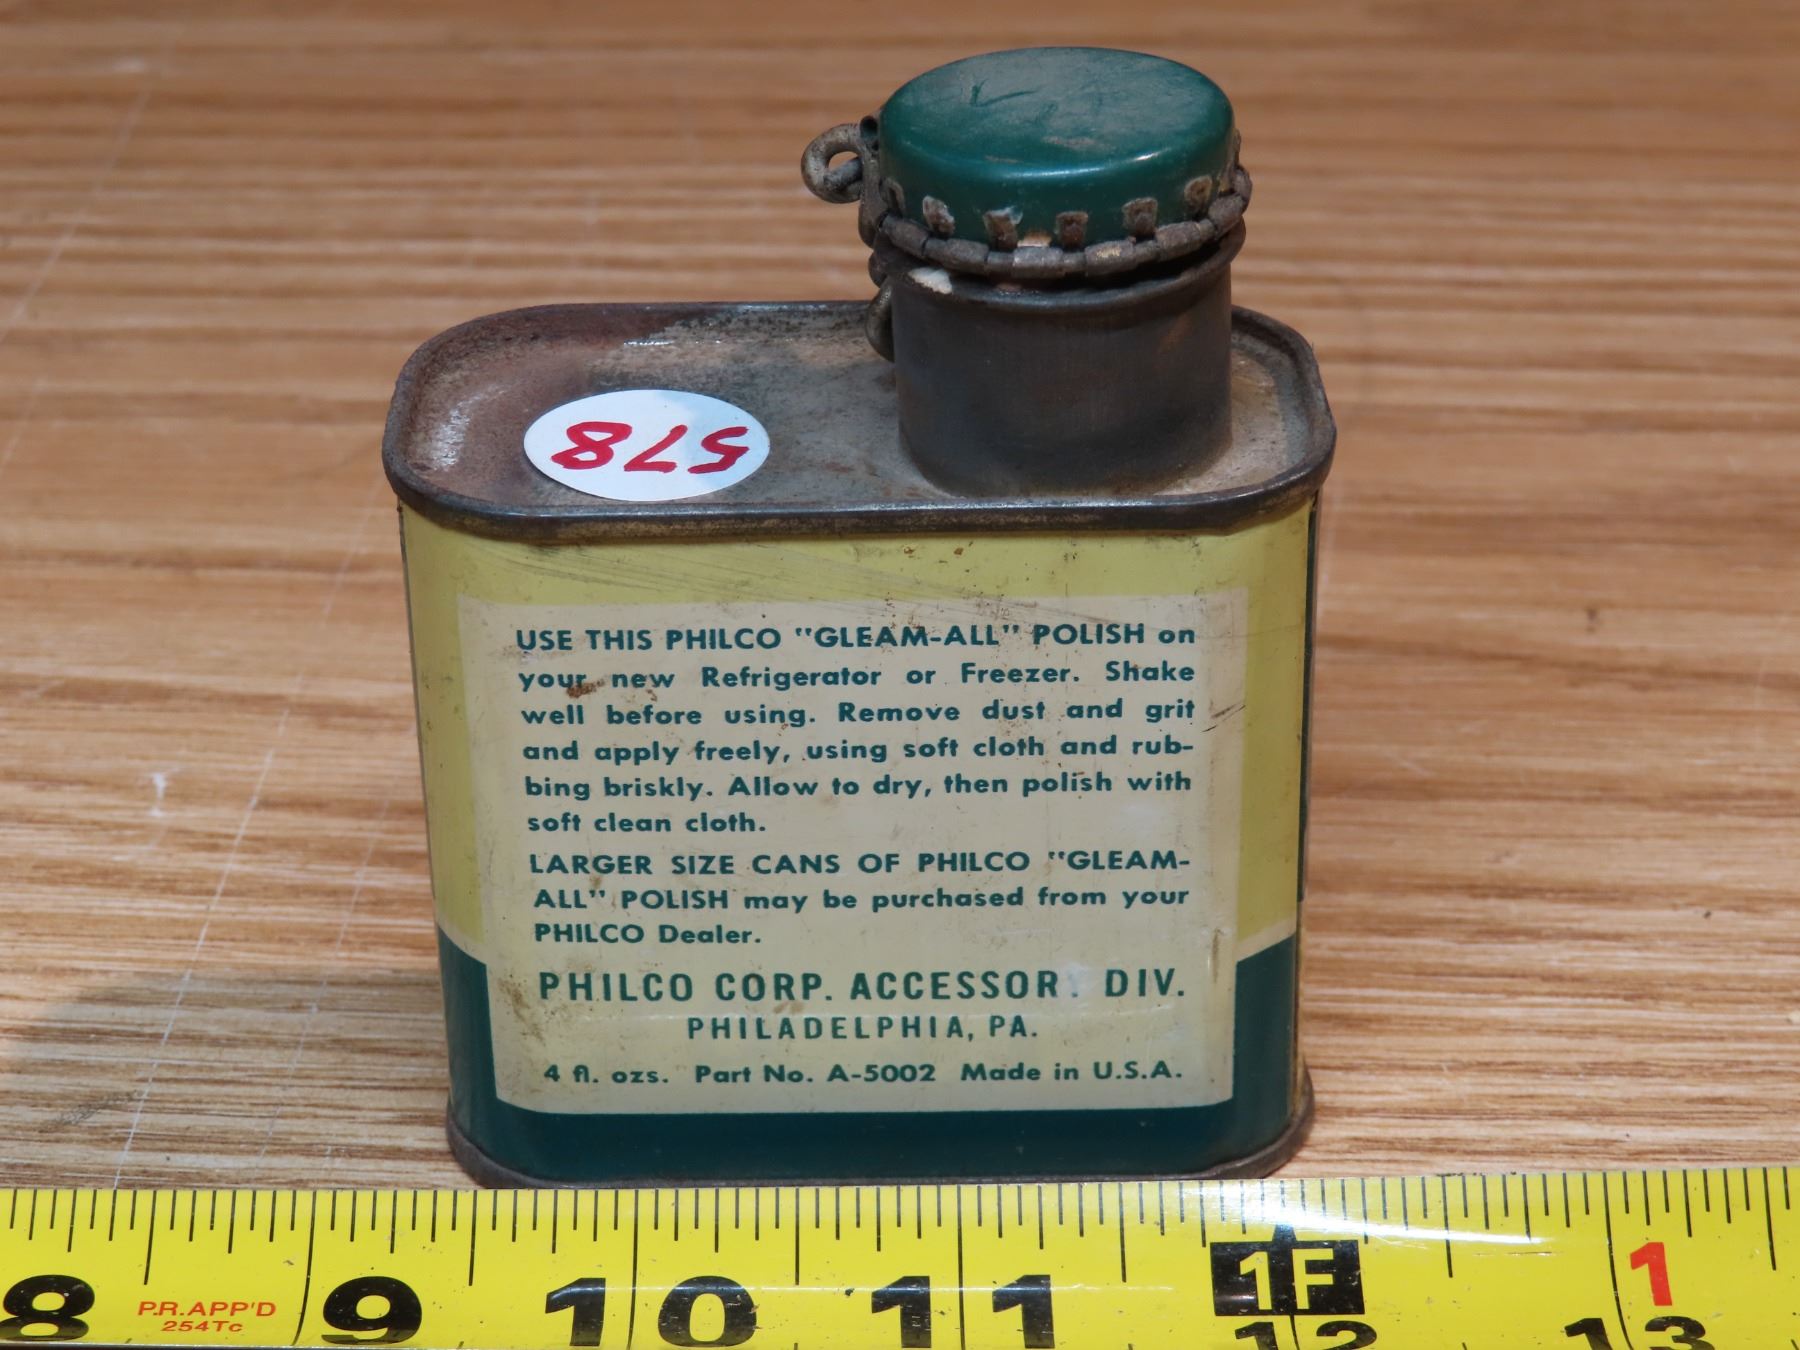 578
USE THIS PHILCO "GLEAM-ALL" POLISH on
your new Refrigerator or Freezer. Shake
well before using. Remove dust and grit
and apply freely, using soft cloth and rub-
bing briskly. Allow to dry, then polish with
soft clean cloth.
LARGER SIZE CANS OF PHILCO "GLEAM-
ALL" POLISH may be purchased from your
PHILCO Dealer.
PHILCO CORP. ACCESSOR. DIV.
PHILADELPHIA, PA.
4 fl. ozs. Part No. A-5002 Made in U.S.A.
1F 1
8 P.R.APP'D 9 10 11 12 13
254Tc